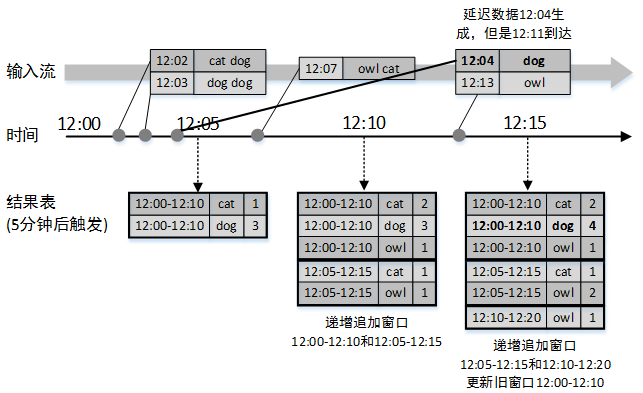 延迟数据12:04生
成，但是12:11到达
输入流
12:02 cat dog
12:03 dog dog
12:07 owl cat
12:04 dog
12:13 owl
时间
12:00
12:05
12:10
12:15
结果表
(5分钟后触发)
12:00-12:10 cat 1
12:00-12:10 dog 3
12:00-12:10 cat 2
12:00-12:10 dog 3
12:00-12:10 owl 1
12:05-12:15 cat 1
12:05-12:15 owl 1
递增追加窗口
12:00-12:10和12:05-12:15
12:00-12:10 cat 2
12:00-12:10 dog 4
12:00-12:10 owl 1
12:05-12:15 cat 1
12:05-12:15 owl 2
12:10-12:20 owl 1
递增追加窗口
12:05-12:15和12:10-12:20
更新旧窗口12:00-12:10